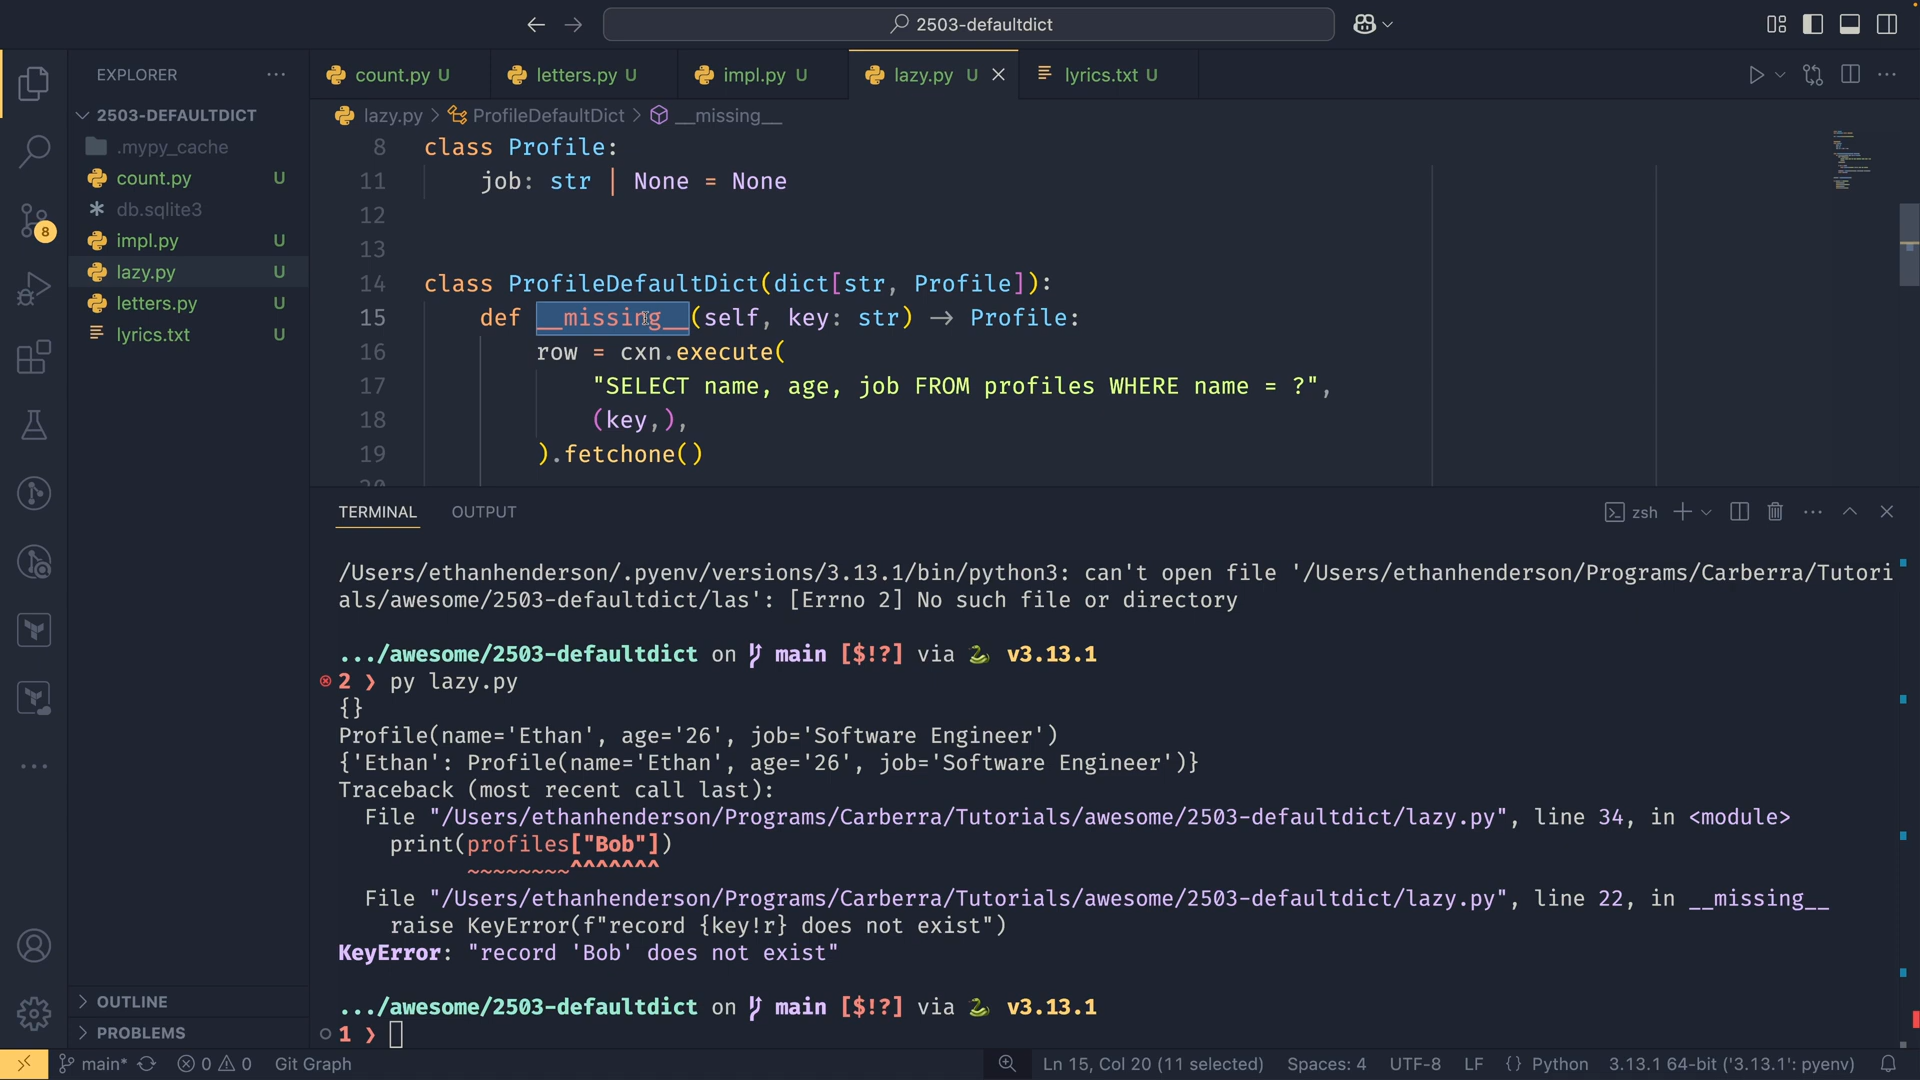 2503-defaultdict
EXPLORER
2503-DEFAULTDICT
.mypy_cache
count.py U
db.sqlite3
impl.py U
lazy.py U
letters.py U
lyrics.txt U
8
OUTLINE
PROBLEMS
count.py U
letters.py U
impl.py U
lazy.py U
lyrics.txt U
lazy.py > ProfileDefaultDict > __missing__
8 class Profile:
11 job: str | None = None
12
13
14 class ProfileDefaultDict(dict[str, Profile]):
15 def __missing__(self, key: str) -> Profile:
16 row = cxn.execute(
17 "SELECT name, age, job FROM profiles WHERE name = ?",
18 (key,),
19 ).fetchone()
20
TERMINAL OUTPUT
zsh
/Users/ethanhenderson/.pyenv/versions/3.13.1/bin/python3: can't open file '/Users/ethanhenderson/Programs/Carberra/Tutori
als/awesome/2503-defaultdict/las': [Errno 2] No such file or directory
.../awesome/2503-defaultdict on main [$!?] via v3.13.1
2 ❯ py lazy.py
{}
Profile(name='Ethan', age='26', job='Software Engineer')
{'Ethan': Profile(name='Ethan', age='26', job='Software Engineer')}
Traceback (most recent call last):
File "/Users/ethanhenderson/Programs/Carberra/Tutorials/awesome/2503-defaultdict/lazy.py", line 34, in <module>
print(profiles["Bob"])
~~~~~~~~^^^^^^^
File "/Users/ethanhenderson/Programs/Carberra/Tutorials/awesome/2503-defaultdict/lazy.py", line 22, in __missing__
raise KeyError(f"record {key!r} does not exist")
KeyError: "record 'Bob' does not exist"
.../awesome/2503-defaultdict on main [$!?] via v3.13.1
1 ❯
main* 0 0 Git Graph Ln 15, Col 20 (11 selected) Spaces: 4 UTF-8 LF {} Python 3.13.1 64-bit ('3.13.1': pyenv)